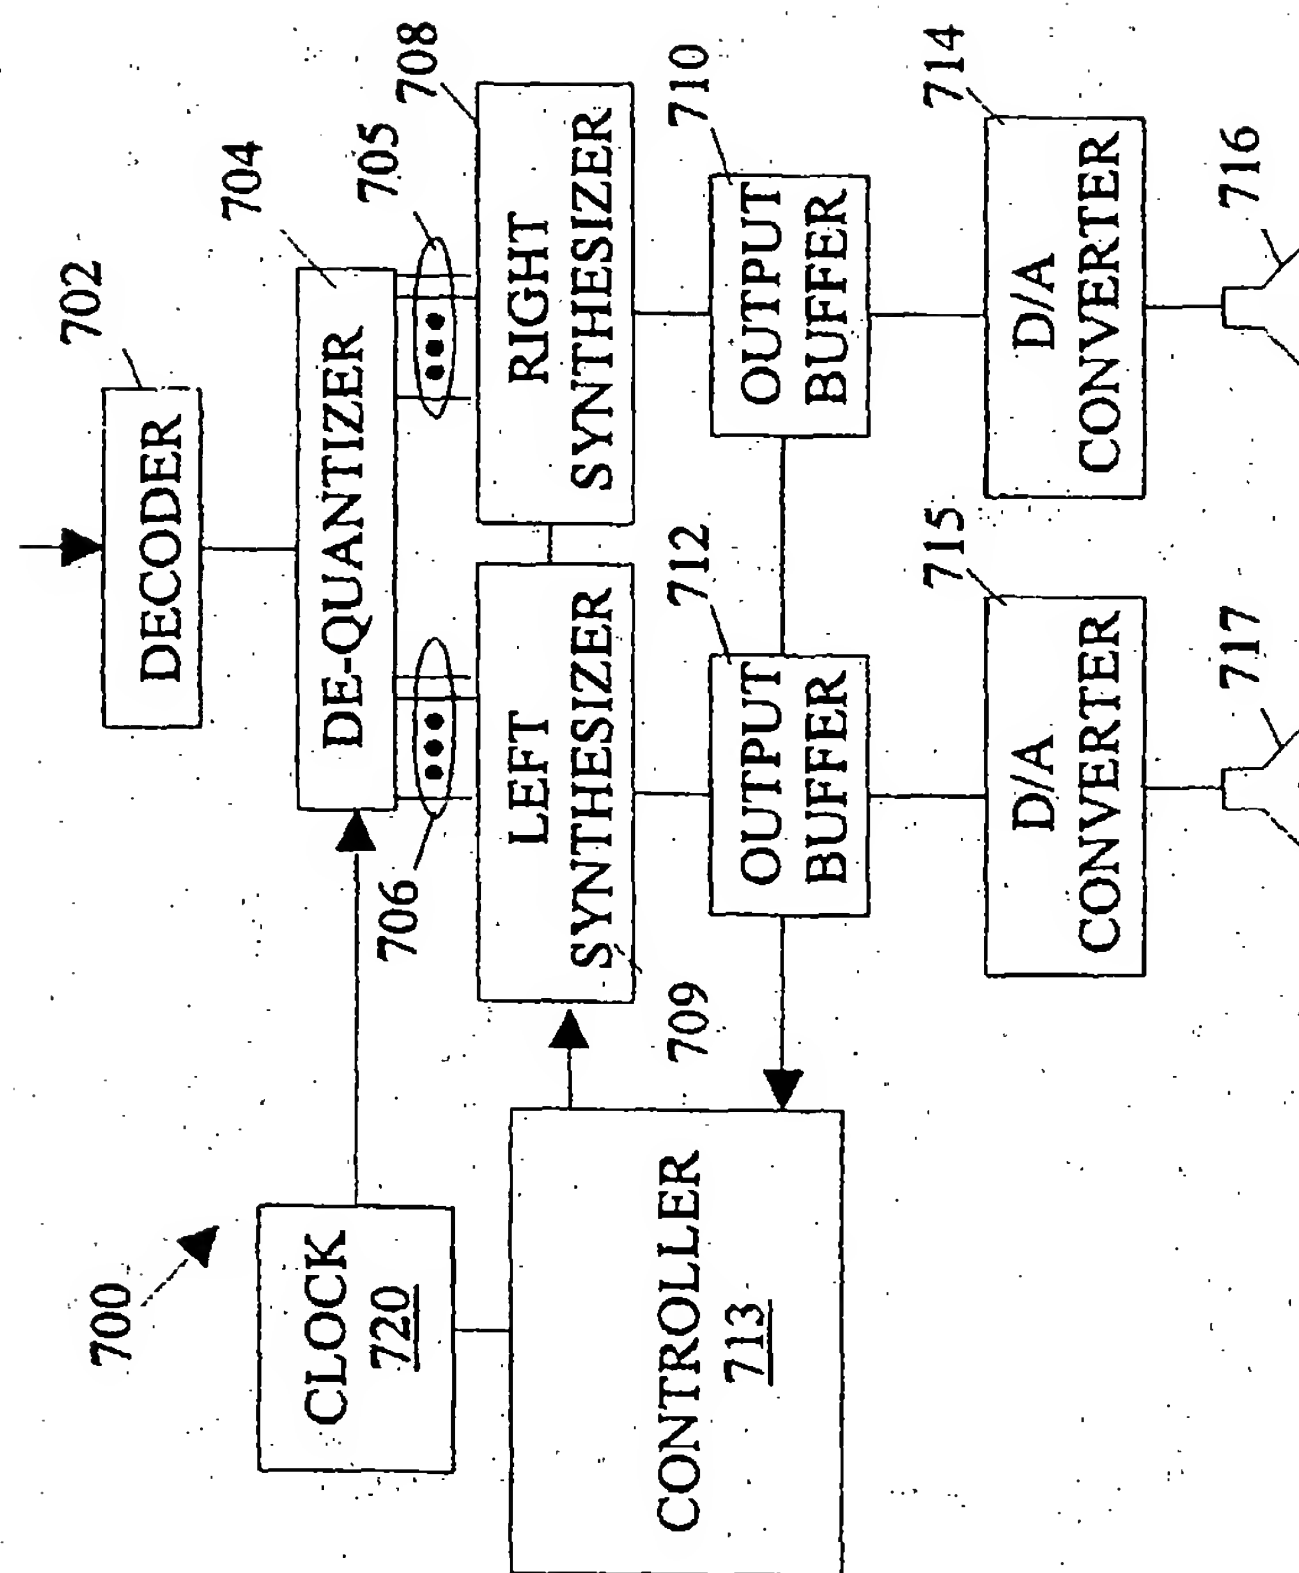 700
702
DECODER
704
DE-QUANTIZER
705
706
708
RIGHT
SYNTHESIZER
LEFT
SYNTHESIZER
709
710
OUTPUT
BUFFER
712
OUTPUT
BUFFER
714
D/A
CONVERTER
715
D/A
CONVERTER
716
717
CLOCK
720
CONTROLLER
713